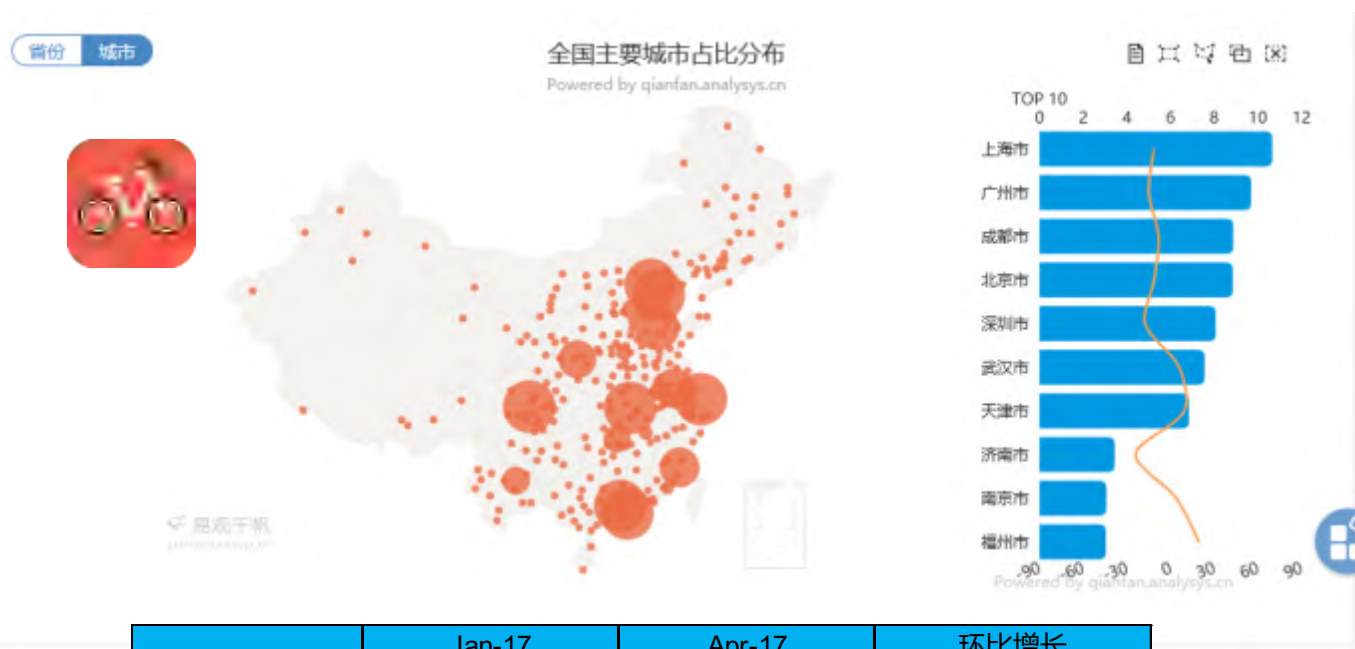 省份 城市
全国主要城市占比分布
Powered by qianfan.analysys.cn
TOP 10
0 2 4 6 8 10 12
上海市
广州市
成都市
北京市
深圳市
武汉市
天津市
济南市
南京市
福州市
-90 -60 -30 0 30 60 90
Powered by qianfan.analysys.cn
易观千帆
Jan-17 Apr-17 环比增长